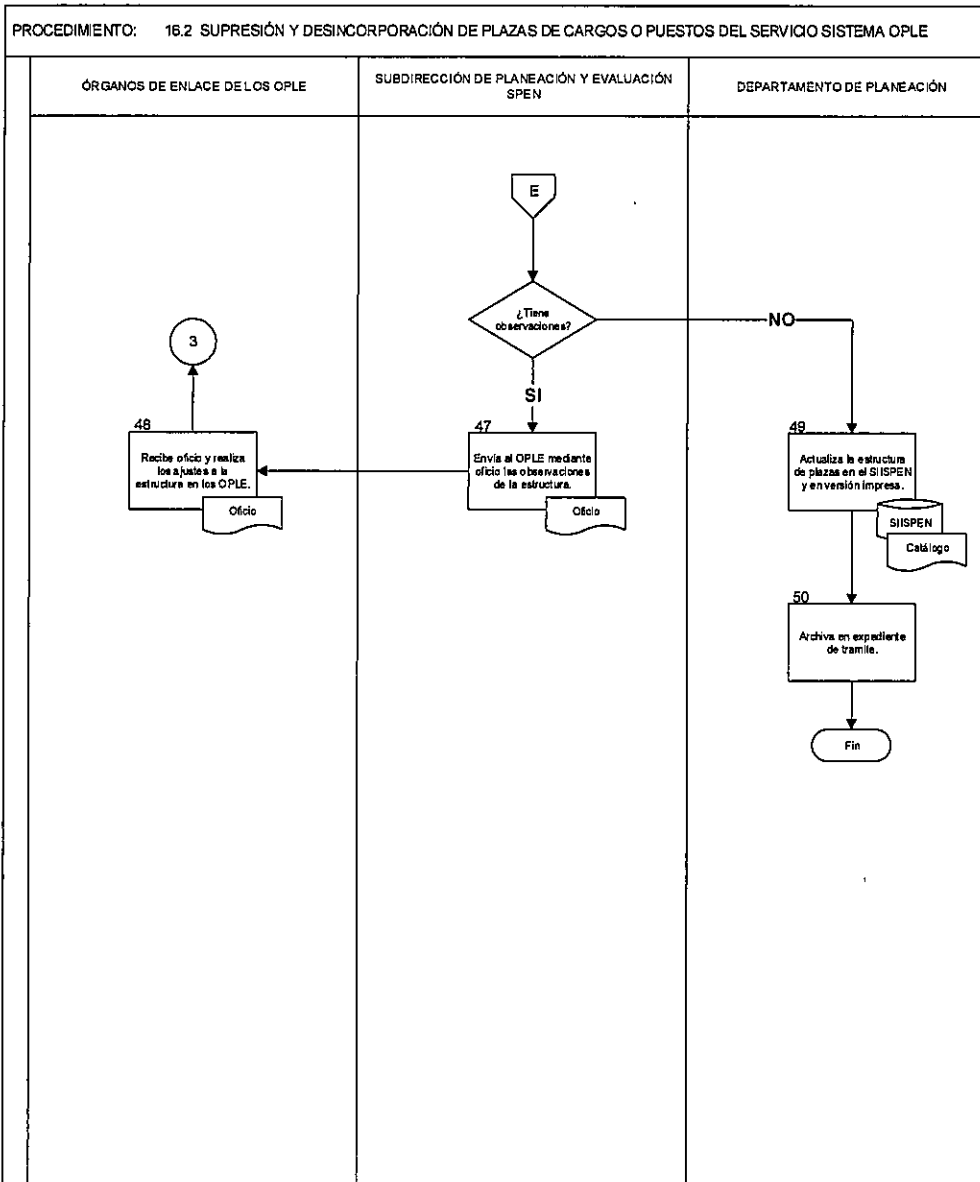 PROCEDIMIENTO: 16.2 SUPRESIÓN Y DESINCORPORACIÓN DE PLAZAS DE CARGOS O PUESTOS DEL SERVICIO SISTEMA OPLE
ÓRGANOS DE ENLACE DE LOS OPLE
SUBDIRECCIÓN DE PLANEACIÓN Y EVALUACIÓN
SPEN
DEPARTAMENTO DE PLANEACIÓN
E
¿Tiene
observaciones?
NO
SI
3
48
Recibe oficio y realiza
los ajustes a la
estructura en los OPLE.
Oficio
47
Envía al OPLE mediante
oficio las observaciones
de la estructura.
Oficio
49
Actualiza la estructura
de plazas en el SIISPEN
y en versión impresa.
SIISPEN
Catálogo
50
Archiva en expediente
de tramite.
Fin